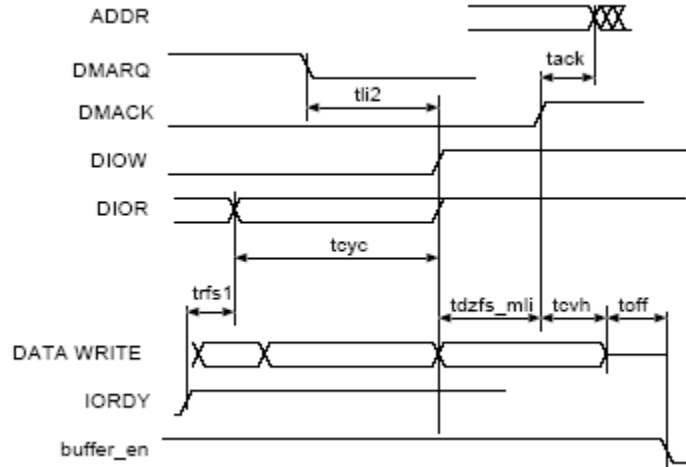 ADDR
tack
DMARQ
tli2
DMACK
DIOW
DIOR
tcyc
trfs1
tdzfs_mli
tcvh
toff
DATA WRITE
IORDY
buffer_en